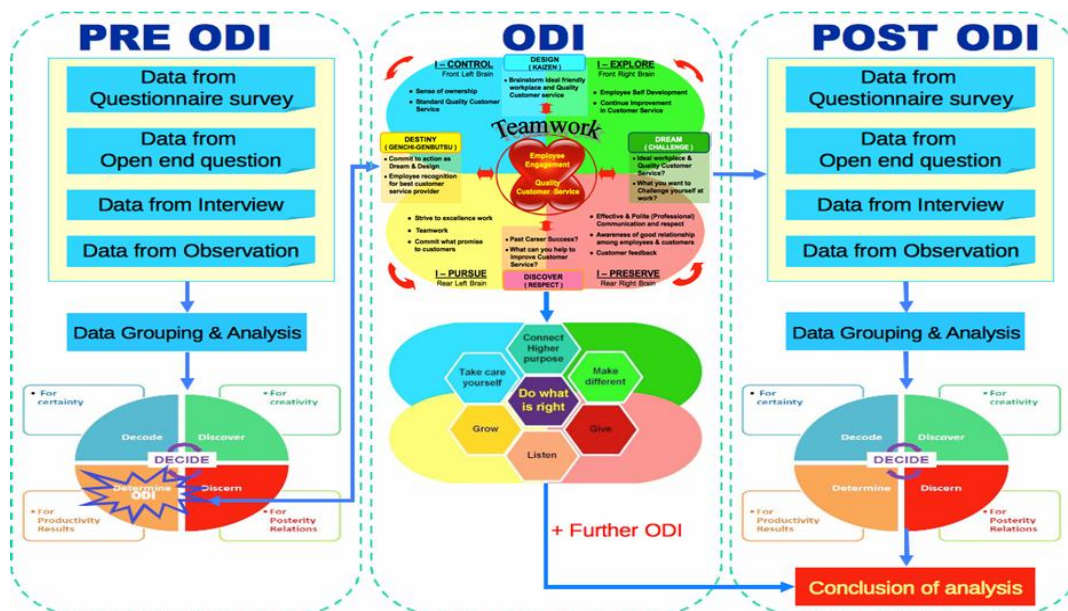 PRE ODI
Data from
Questionnaire survey
Data from
Open end question
Data from Interview
Data from Observation
Data Grouping & Analysis
• For
certainty
• For
creativity
Decode
Discover
DECIDE
Determine
ODI
Discern
• For
Productivity
Results
• For
Posterity
Relations
ODI
I – CONTROL
Front Left Brain
DESIGN
( KAIZEN )
I – EXPLORE
Front Right Brain
• Sense of ownership
• Standard Quality Customer
Service
• Brainstorm Ideal friendly
workplace and Quality
Customer service
• Employee Self Development
• Continue Improvement
in Customer Service
Teamwork
DESTINY
( GENCHI-GENBUTSU )
• Commit to action as
Dream & Design
• Employee recognition
for best customer
service provider
Employee
Engagement
Quality
Customer Service
DREAM
( CHALLENGE )
• Ideal workplace &
Quality Customer
Service?
• What you want to
Challenge yourself at
work?
• Strive to excellence work
• Teamwork
• Commit what promise
to customers
• Past Career Success?
• What can you help to
Improve Customer
Service?
• Effective & Polite (Professional)
Communication and respect
• Awareness of good relationship
among employees & customers
• Customer feedback
I – PURSUE
Rear Left Brain
DISCOVER
( RESPECT )
I – PRESERVE
Rear Right Brain
Connect
Higher
purpose
Take care
yourself
Make
different
Do what
is right
Grow
Give
Listen
+ Further ODI
POST ODI
Data from
Questionnaire survey
Data from
Open end question
Data from Interview
Data from Observation
Data Grouping & Analysis
• For
certainty
• For
creativity
Decode
Discover
DECIDE
Determine
Discern
• For
Productivity
Results
• For
Posterity
Relations
Conclusion of analysis